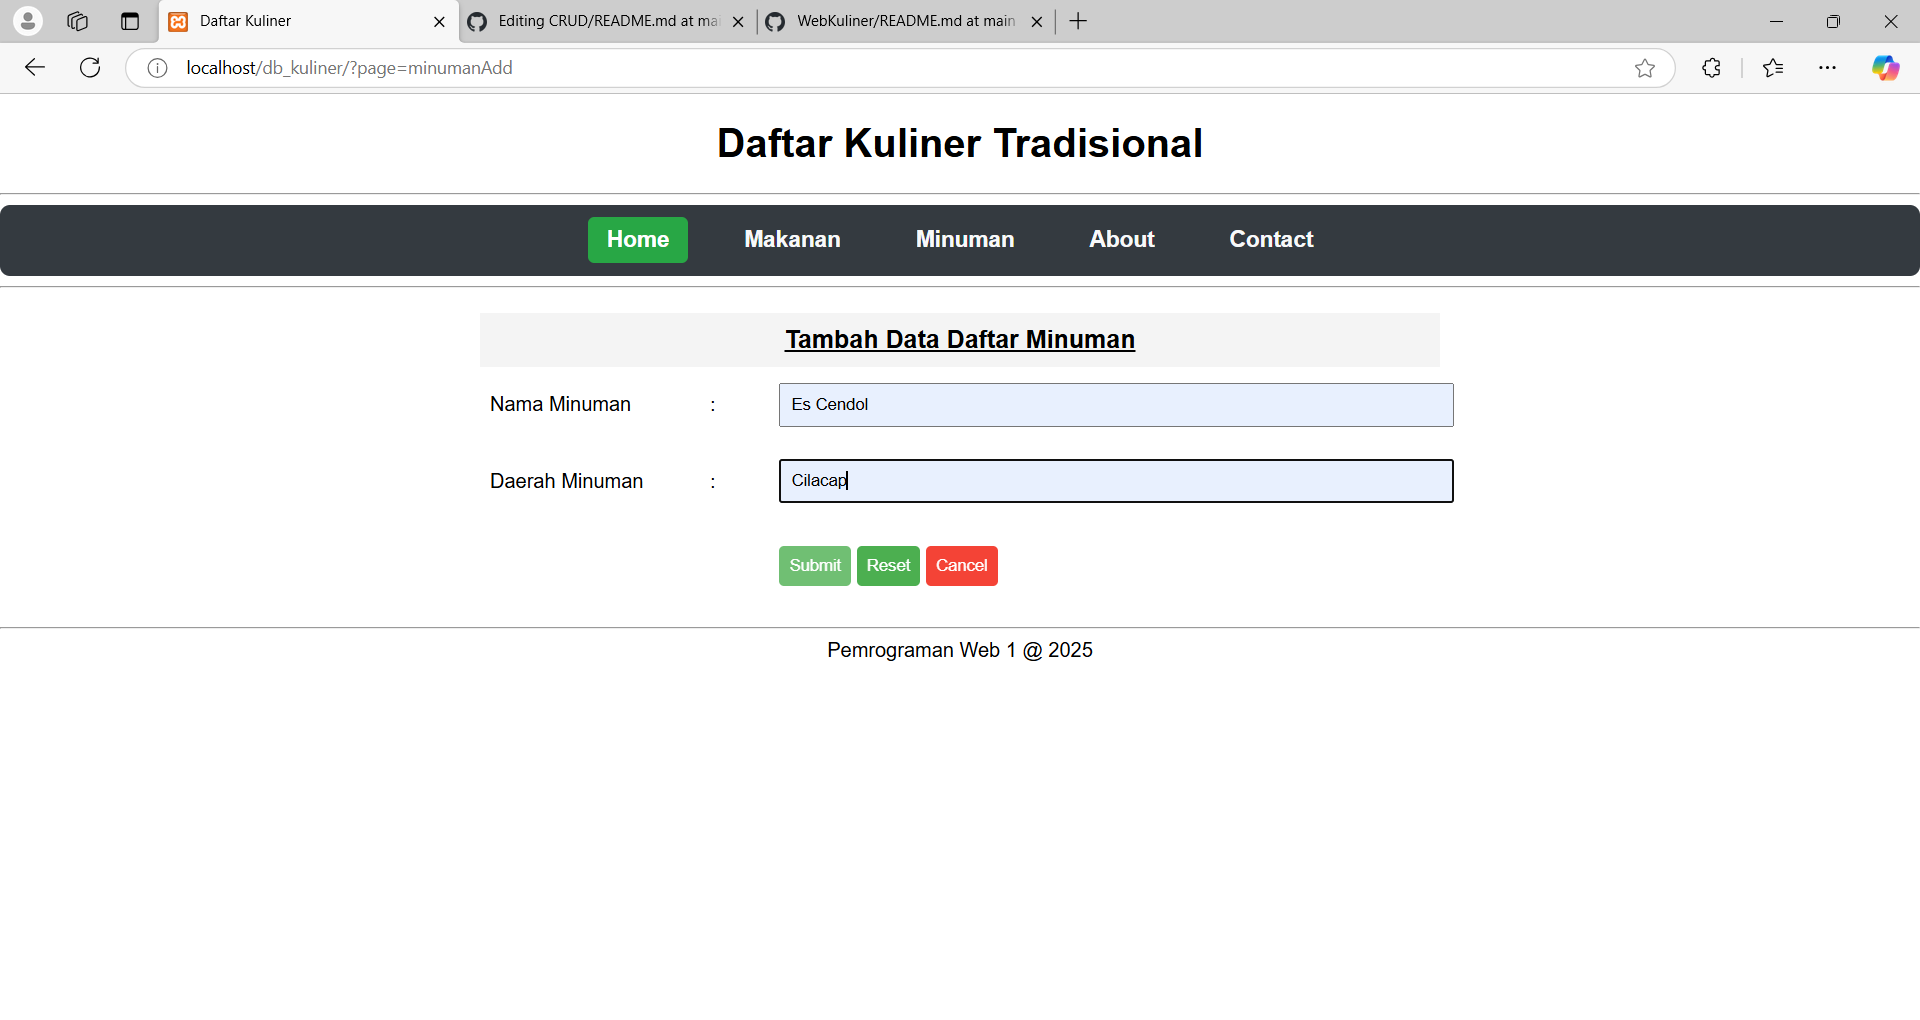 Daftar Kuliner
Editing CRUD/README.md at mai
WebKuliner/README.md at main
localhost/db_kuliner/?page=minumanAdd
Daftar Kuliner Tradisional
Home Makanan Minuman About Contact
Tambah Data Daftar Minuman
Nama Minuman : Es Cendol
Daerah Minuman : Cilacap
Submit Reset Cancel
Pemrograman Web 1 @ 2025